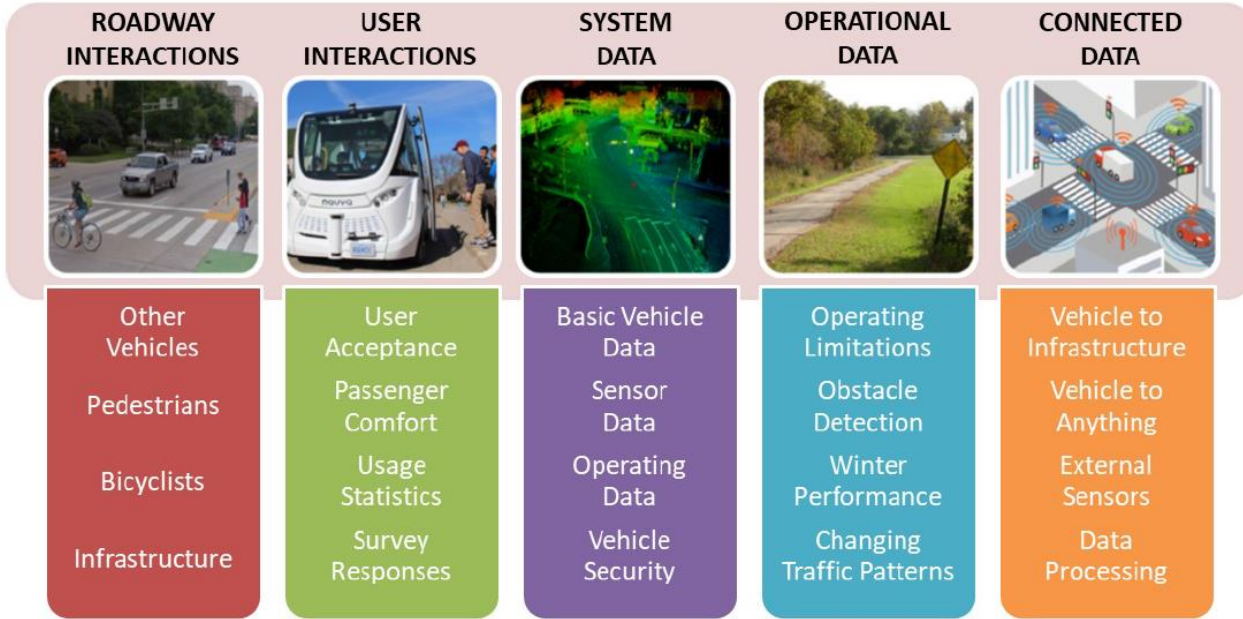 ROADWAY
INTERACTIONS
USER
INTERACTIONS
SYSTEM
DATA
OPERATIONAL
DATA
CONNECTED
DATA
navya
Other
Vehicles
Pedestrians
Bicyclists
Infrastructure
User
Acceptance
Passenger
Comfort
Usage
Statistics
Survey
Responses
Basic Vehicle
Data
Sensor
Data
Operating
Data
Vehicle
Security
Operating
Limitations
Obstacle
Detection
Winter
Performance
Changing
Traffic Patterns
Vehicle to
Infrastructure
Vehicle to
Anything
External
Sensors
Data
Processing